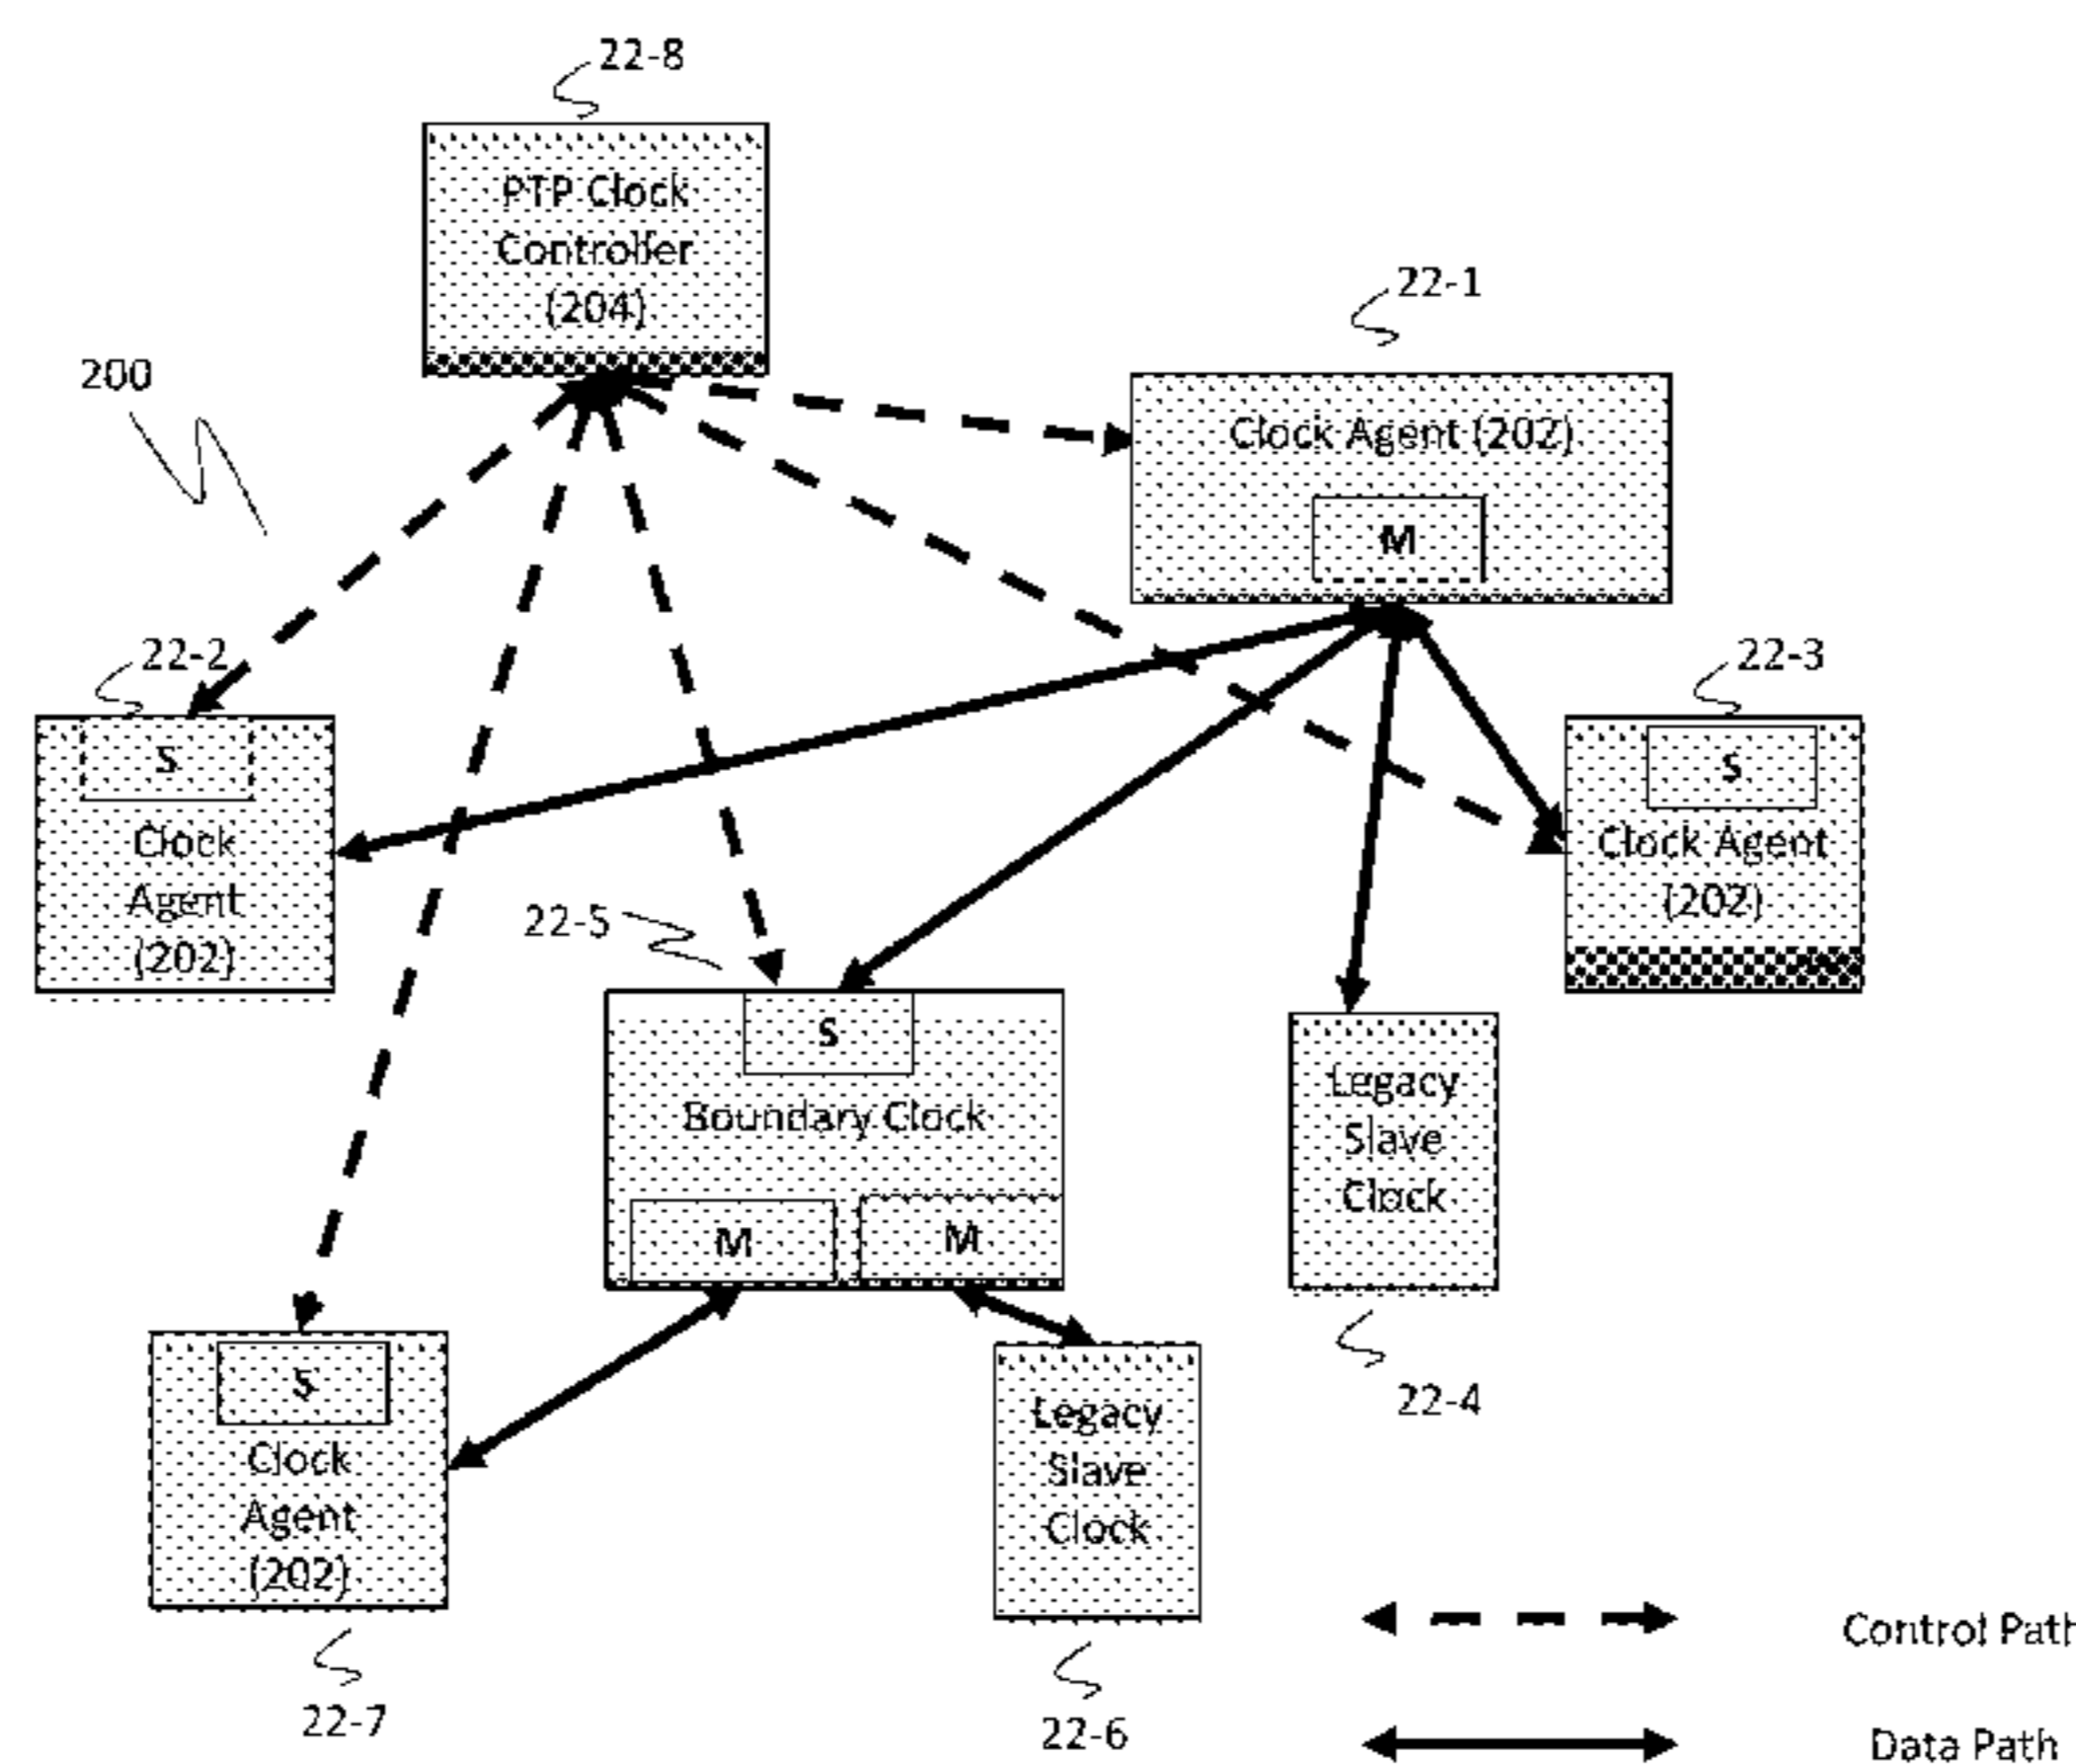 22-8
PTP Clock
Controller
(204)
22-1
Clock Agent (202)
M
200
22-2
S
Clock
Agent
(202)
22-3
S
Clock Agent
(202)
22-5
S
Boundary Clock
M
M
Legacy
Slave
Clock
22-4
S
Clock
Agent
(202)
22-7
Legacy
Slave
Clock
22-6
Control Path
Data Path